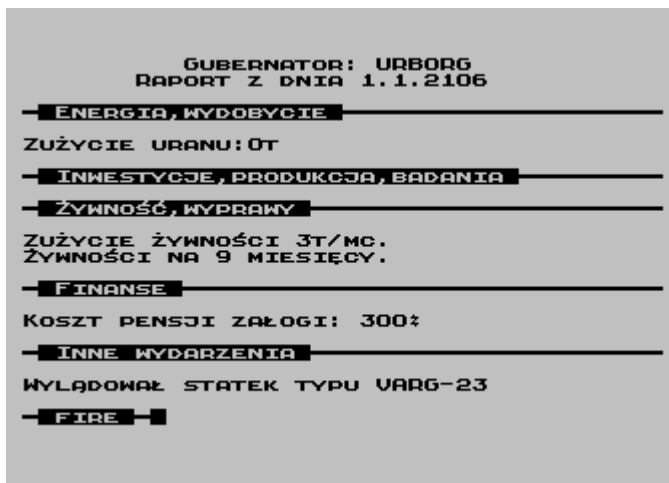 Gubernator: URBORG
Raport z dnia 1.1.2106
Energia,wydobycie
Zużycie uranu:0t
Inwestycje,produkcja,badania
Żywność,wyprawy
Zużycie żywności 3t/mc.
Żywności na 9 miesięcy.
Finanse
Koszt pensji załogi: 300%
Inne wydarzenia
Wylądował statek typu VARG-23
FIRE